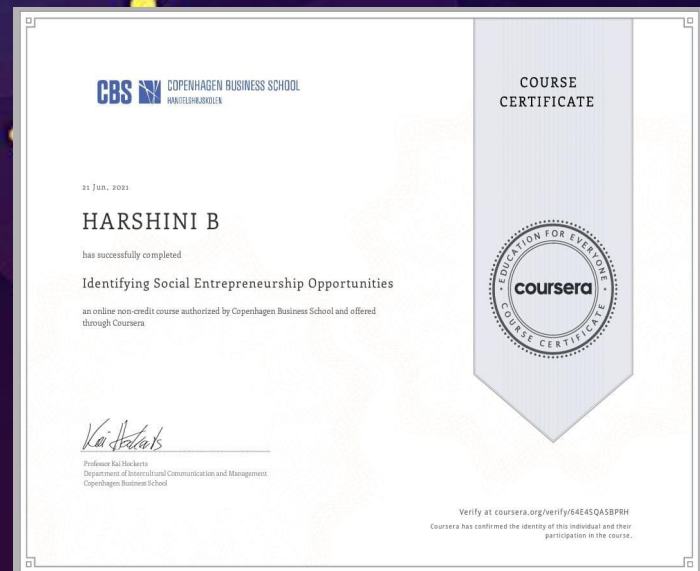 CBS COPENHAGEN BUSINESS SCHOOL
HANDELSHØJSKOLEN
COURSE
CERTIFICATE
21 Jun, 2021
HARSHINI B
has successfully completed
Identifying Social Entrepreneurship Opportunities
an online non-credit course authorized by Copenhagen Business School and offered
through Coursera
EDUCATION FOR EVERYONE
coursera
COURSE CERTIFICATE
Kai Hockerts
Professor Kai Hockerts
Department of Intercultural Communication and Management
Copenhagen Business School
Verify at coursera.org/verify/64E4SQASBPRH
Coursera has confirmed the identity of this individual and their
participation in the course.